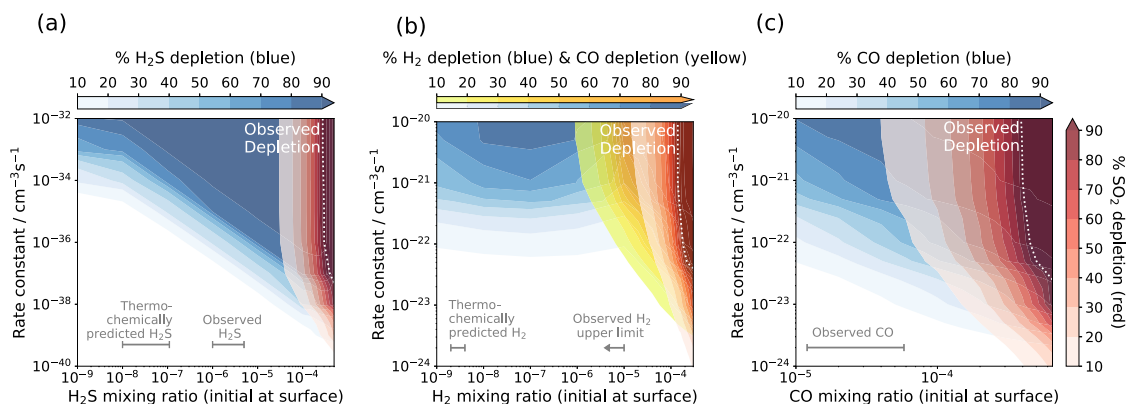 (a)
% H₂S depletion (blue)
10 20 30 40 50 60 70 80 90
10⁻³²
10⁻³⁴
10⁻³⁶
10⁻³⁸
10⁻⁴⁰
Rate constant / cm⁻³s⁻¹
Observed
Depletion
Thermo-
chemically
predicted H₂S
Observed
H₂S
10⁻⁹ 10⁻⁸ 10⁻⁷ 10⁻⁶ 10⁻⁵ 10⁻⁴
H₂S mixing ratio (initial at surface)
(b)
% H₂ depletion (blue) & CO depletion (yellow)
10 20 30 40 50 60 70 80 90
10⁻²⁰
10⁻²¹
10⁻²²
10⁻²³
10⁻²⁴
Rate constant / cm⁻³s⁻¹
Observed
Depletion
Thermo-
chemically
predicted H₂
Observed H₂
upper limit
10⁻⁹ 10⁻⁸ 10⁻⁷ 10⁻⁶ 10⁻⁵ 10⁻⁴
H₂ mixing ratio (initial at surface)
(c)
% CO depletion (blue)
10 20 30 40 50 60 70 80 90
10⁻²⁰
10⁻²¹
10⁻²²
10⁻²³
10⁻²⁴
Rate constant / cm⁻³s⁻¹
Observed
Depletion
Observed CO
10⁻⁵ 10⁻⁴
CO mixing ratio (initial at surface)
90
80
70
60
50
40
30
20
10
% SO₂ depletion (red)